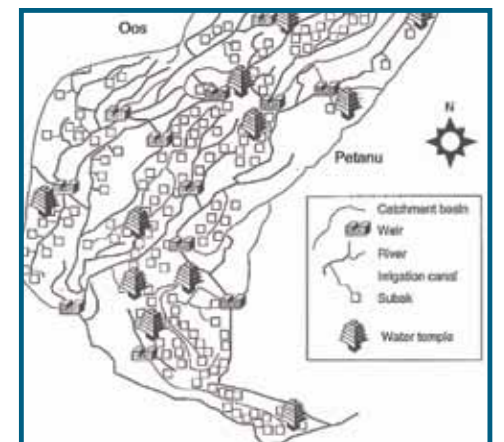 Oos
N
Petanu
Catchment basin
Weir
River
Irrigation canal
Subak
Water temple